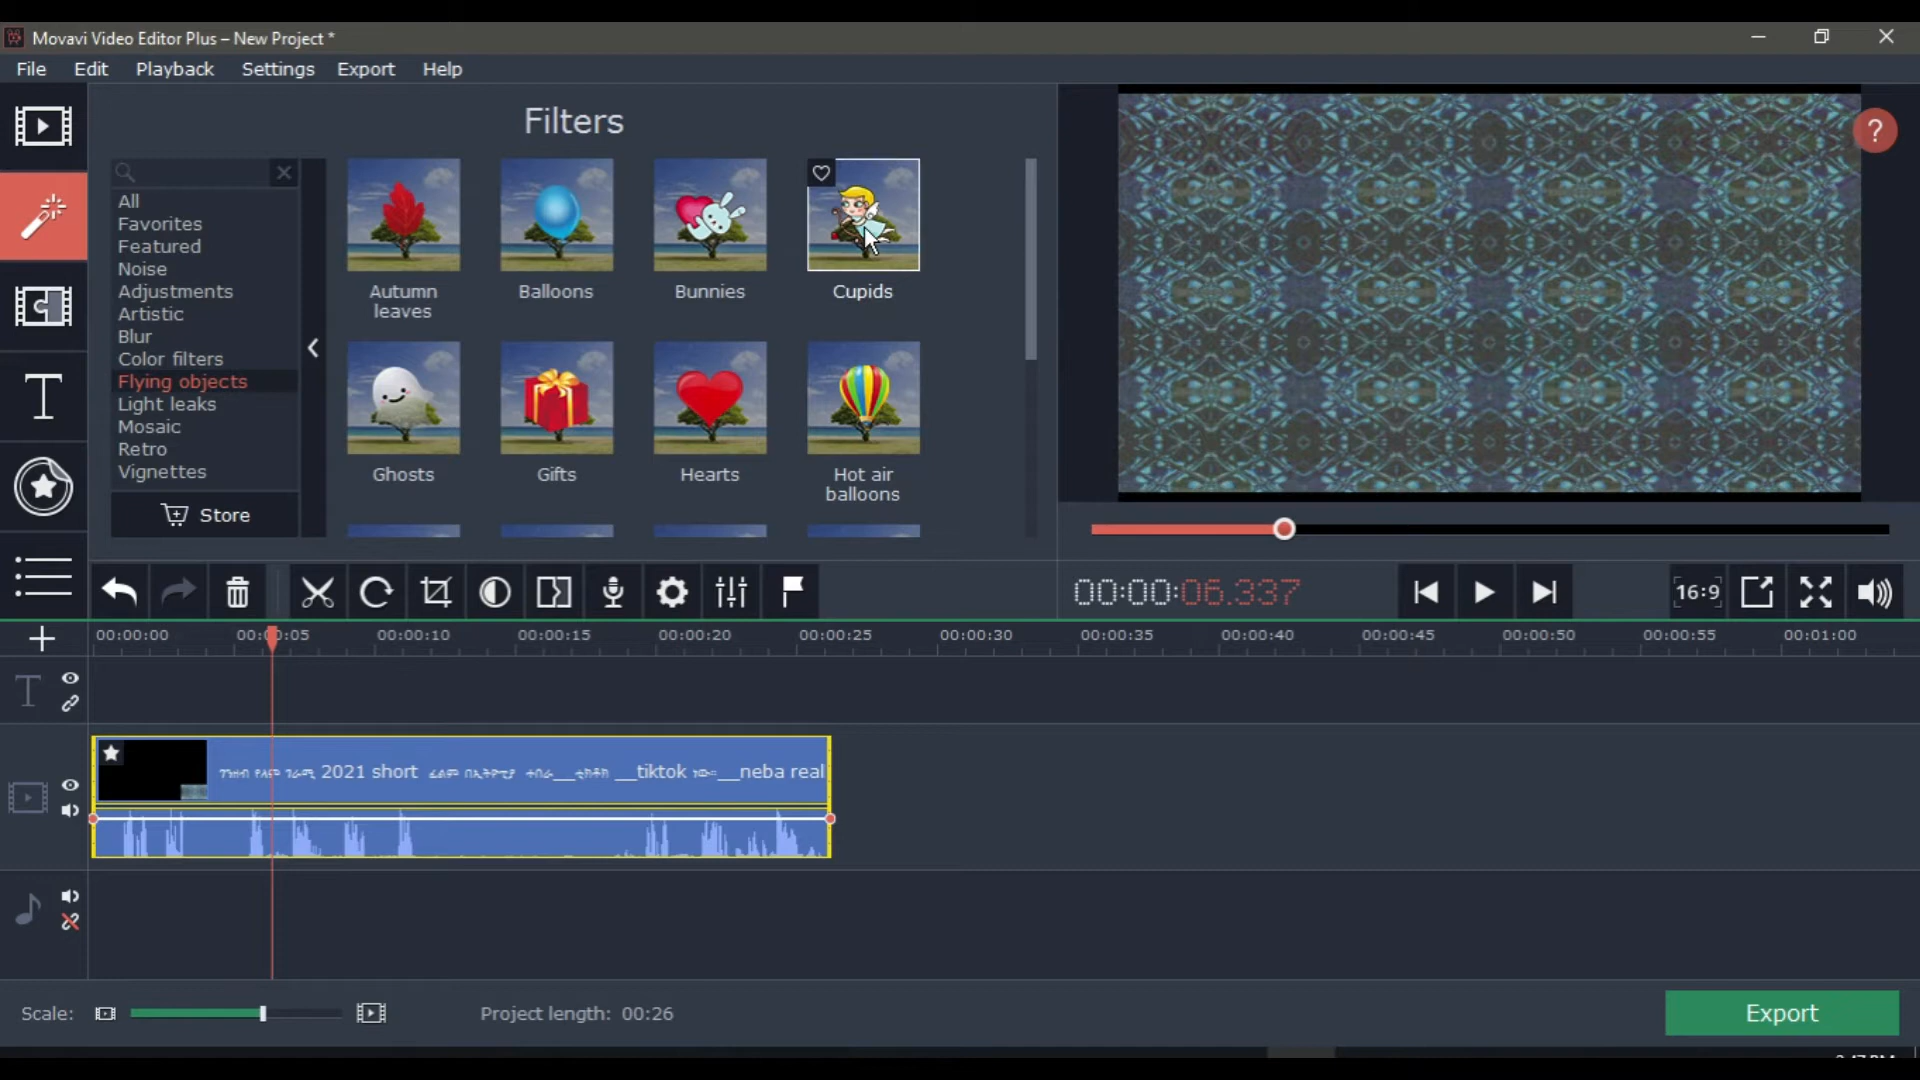 Movavi Video Editor Plus – New Project *
File Edit Playback Settings Export Help
Filters
All
Favorites
Featured
Noise
Adjustments
Artistic
Blur
Color filters
Flying objects
Light leaks
Mosaic
Retro
Vignettes
Store
Autumn leaves
Balloons
Bunnies
Cupids
Ghosts
Gifts
Hearts
Hot air balloons
?
00:00:06.337
16:9
00:00:00 00:00:05 00:00:10 00:00:15 00:00:20 00:00:25 00:00:30 00:00:35 00:00:40 00:00:45 00:00:50 00:00:55 00:01:00
2021 short ፊልም በኢትዮጲያ ተሰራ__ቲክቶክ __tiktok ነው።__neba real
Scale:
Project length: 00:26
Export